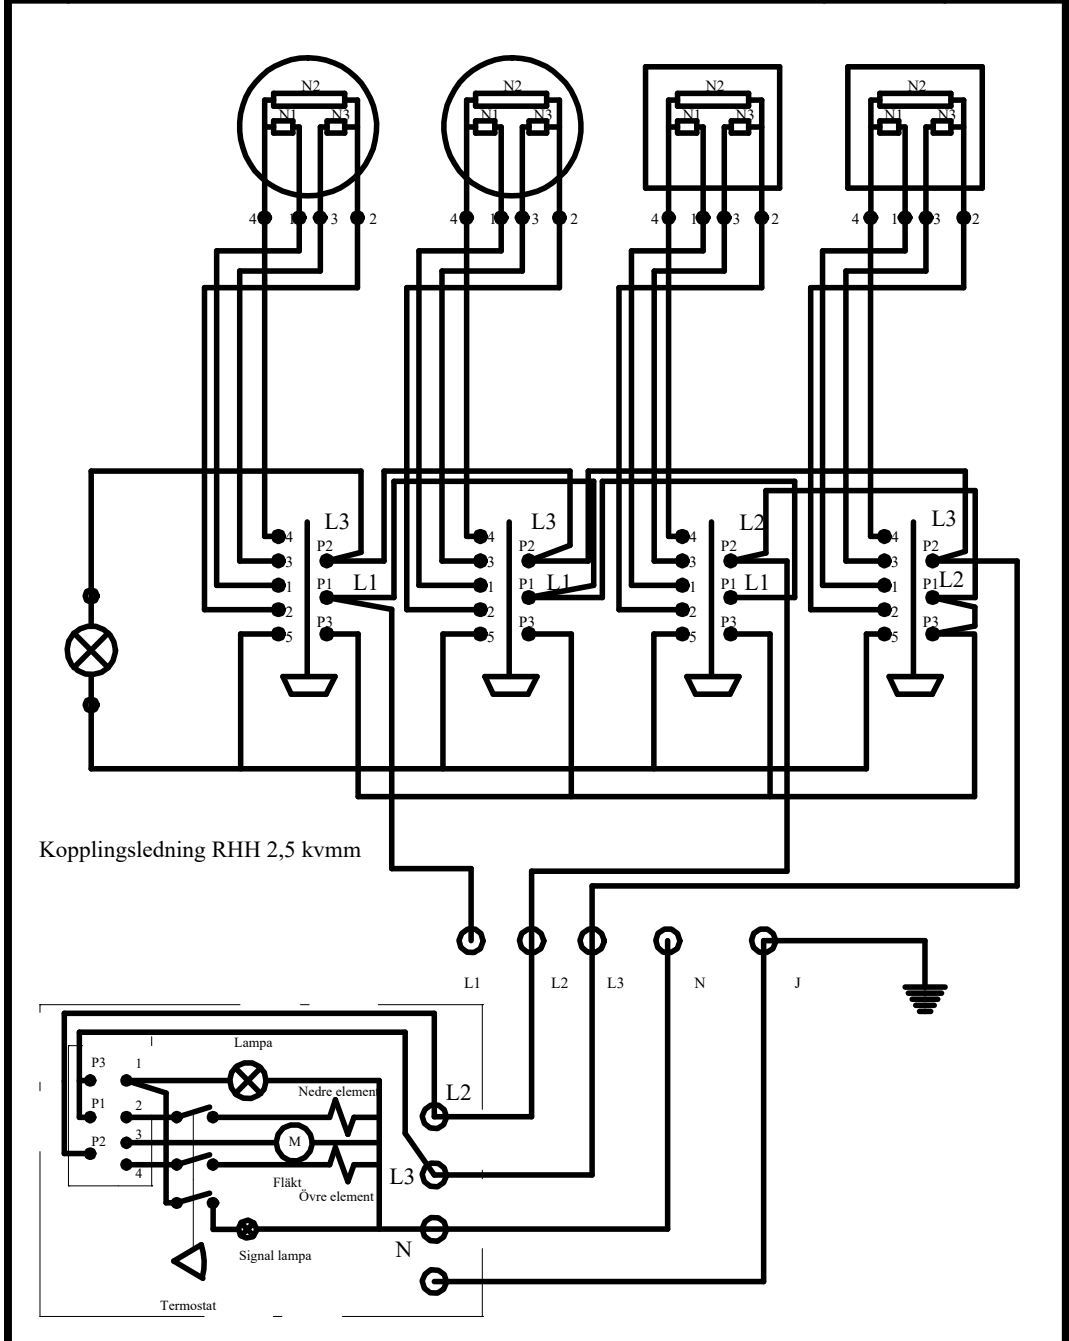 N2 N2 N2 N2
N1 N3 N1 N3 N1 N3 N1 N3
4 1 3 2 4 1 3 2 4 1 3 2 4 1 3 2
L3 L3 L2 L3
4 P2 4 P2 4 P2 4 P2
3 3 3 3
P1 L1 P1 L1 P1 L1 P1 L2
1 1 1 1
2 2 2 2
P3 P3 P3 P3
5 5 5 5
Kopplingsledning RHH 2,5 kvmm
L1 L2 L3 N J
Lampa
P3 1
Nedre element
L2
P1 2
P2 3 M
4 Fläkt
L3
Övre element
N
Signal lampa
Termostat